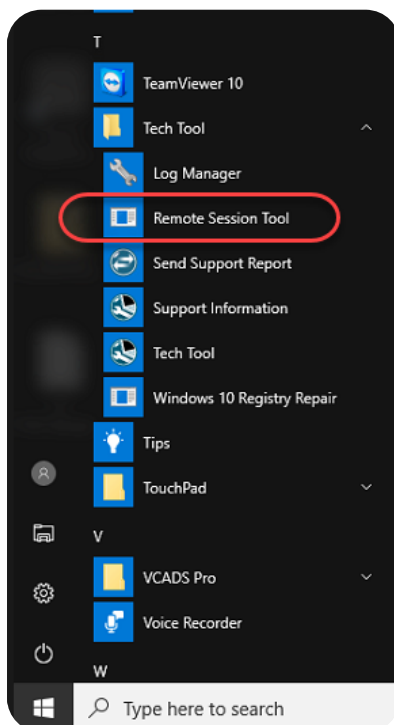 T
TeamViewer 10
Tech Tool
Log Manager
Remote Session Tool
Send Support Report
Support Information
Tech Tool
Windows 10 Registry Repair
Tips
TouchPad
V
VCADS Pro
Voice Recorder
W
Type here to search